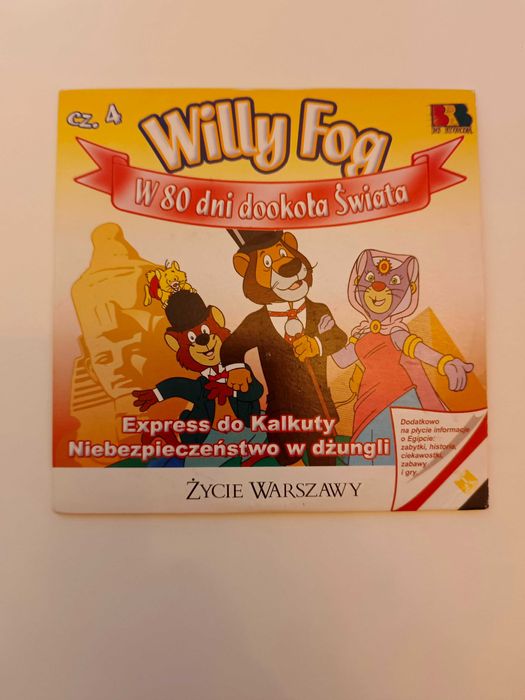 cz. 4
Willy Fog
BRB
W 80 dni dookoła Świata
Express do Kalkuty
Niebezpieczeństwo w dżungli
Dodatkowo
na płycie informacje
o Egipcie:
zabytki, historia,
ciekawostki,
zabawy
i gry
ŻYCIE WARSZAWY